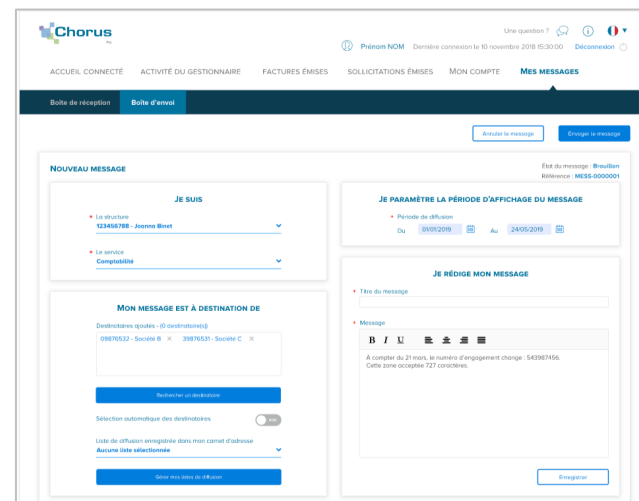 Chorus
Pro
Une question ?
Prénom NOM Dernière connexion le 10 novembre 2018 15:30:00 Déconnexion
ACCUEIL CONNECTÉ ACTIVITÉ DU GESTIONNAIRE FACTURES ÉMISES SOLLICITATIONS ÉMISES MON COMPTE MES MESSAGES
Boîte de réception Boîte d'envoi
Annuler le message Envoyer le message
NOUVEAU MESSAGE
État du message : Brouillon
Référence : MESS-0000001
JE SUIS
* La structure
123456788 - Joanna Binet
* Le service
Comptabilité
JE PARAMÈTRE LA PÉRIODE D'AFFICHAGE DU MESSAGE
* Période de diffusion
Du 01/01/2019 Au 24/05/2019
MON MESSAGE EST À DESTINATION DE
Destinataires ajoutés - (0 destinataire(s))
09876532 - Société B × 39876531 - Société C ×
Rechercher un destinataire
Sélection automatique des destinataires
Liste de diffusion enregistrée dans mon carnet d'adresse
Aucune liste sélectionnée
Gérer mes listes de diffusion
JE RÉDIGE MON MESSAGE
* Titre du message
* Message
B I U
A compter du 21 mars, le numéro d'engagement change : 543987456.
Cette zone acceptée 727 caractères.
Enregistrer